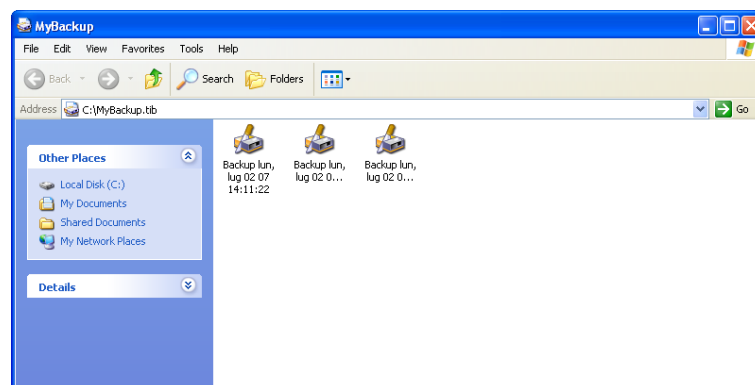 MyBackup
File Edit View Favorites Tools Help
Back Search Folders
Address C:\MyBackup.tib Go
Other Places
Local Disk (C:)
My Documents
Shared Documents
My Network Places
Details
Backup lun,
lug 02 07
14:11:22
Backup lun,
lug 02 0...
Backup lun,
lug 02 0...